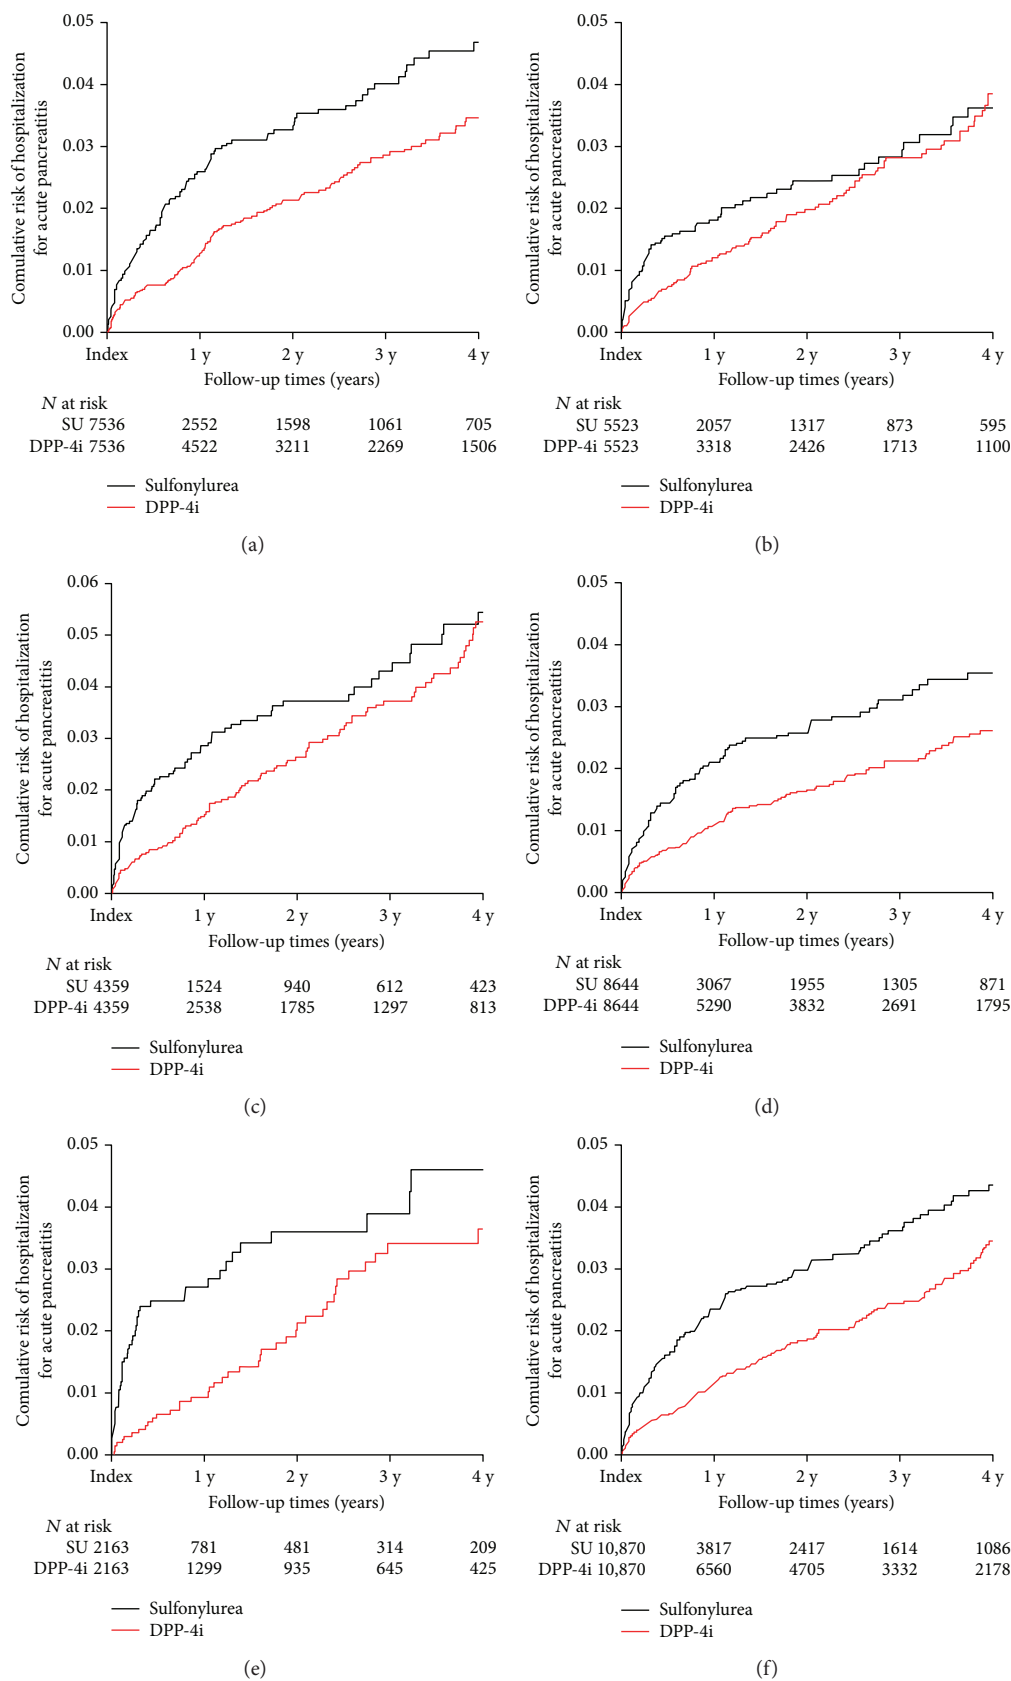 0.05
0.04
0.03
0.02
0.01
0.00
Comulative risk of hospitalization
for acute pancreatitis
Index 1 y 2 y 3 y 4 y
Follow-up times (years)
N at risk
SU 7536 2552 1598 1061 705
DPP-4i 7536 4522 3211 2269 1506
Sulfonylurea
DPP-4i
(a)
0.05
0.04
0.03
0.02
0.01
0.00
Comulative risk of hospitalization
for acute pancreatitis
Index 1 y 2 y 3 y 4 y
Follow-up times (years)
N at risk
SU 5523 2057 1317 873 595
DPP-4i 5523 3318 2426 1713 1100
Sulfonylurea
DPP-4i
(b)
0.06
0.05
0.04
0.03
0.02
0.01
0.00
Comulative risk of hospitalization
for acute pancreatitis
Index 1 y 2 y 3 y 4 y
Follow-up times (years)
N at risk
SU 4359 1524 940 612 423
DPP-4i 4359 2538 1785 1297 813
Sulfonylurea
DPP-4i
(c)
0.05
0.04
0.03
0.02
0.01
0.00
Comulative risk of hospitalization
for acute pancreatitis
Index 1 y 2 y 3 y 4 y
Follow-up times (years)
N at risk
SU 8644 3067 1955 1305 871
DPP-4i 8644 5290 3832 2691 1795
Sulfonylurea
DPP-4i
(d)
0.05
0.04
0.03
0.02
0.01
0.00
Comulative risk of hospitalization
for acute pancreatitis
Index 1 y 2 y 3 y 4 y
Follow-up times (years)
N at risk
SU 2163 781 481 314 209
DPP-4i 2163 1299 935 645 425
Sulfonylurea
DPP-4i
(e)
0.05
0.04
0.03
0.02
0.01
0.00
Comulative risk of hospitalization
for acute pancreatitis
Index 1 y 2 y 3 y 4 y
Follow-up times (years)
N at risk
SU 10,870 3817 2417 1614 1086
DPP-4i 10,870 6560 4705 3332 2178
Sulfonylurea
DPP-4i
(f)